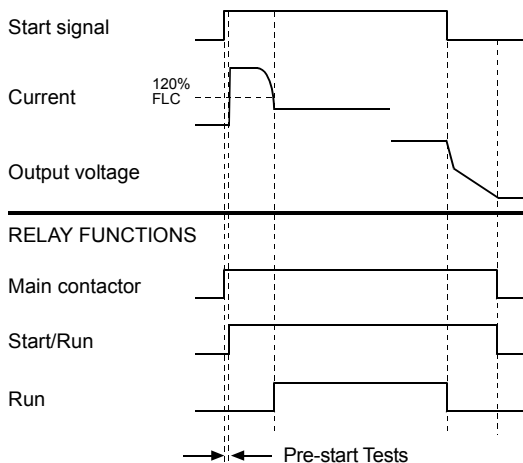 Start signal
120%
FLC
Current
Output voltage
RELAY FUNCTIONS
Main contactor
Start/Run
Run
Pre-start Tests